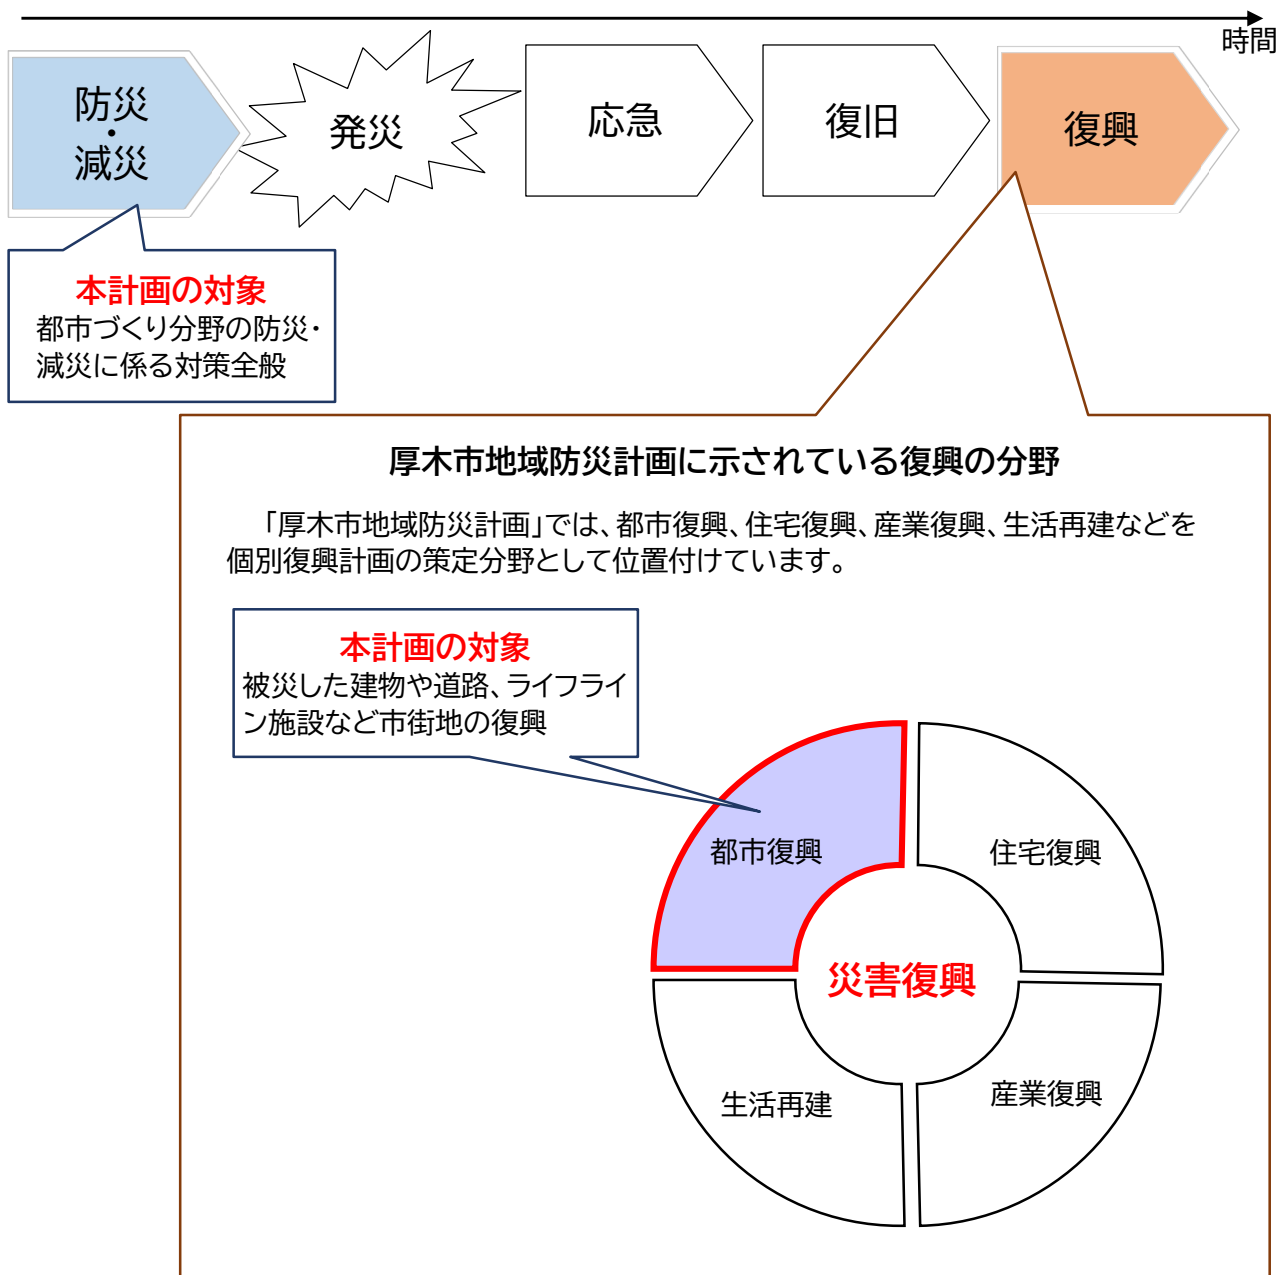 時間
防災
・
減災
発災
応急
復旧
復興
本計画の対象
都市づくり分野の防災・
減災に係る対策全般
厚木市地域防災計画に示されている復興の分野
「厚木市地域防災計画」では、都市復興、住宅復興、産業復興、生活再建などを
個別復興計画の策定分野として位置付けています。
本計画の対象
被災した建物や道路、ライフライ
ン施設など市街地の復興
都市復興
住宅復興
災害復興
生活再建
産業復興